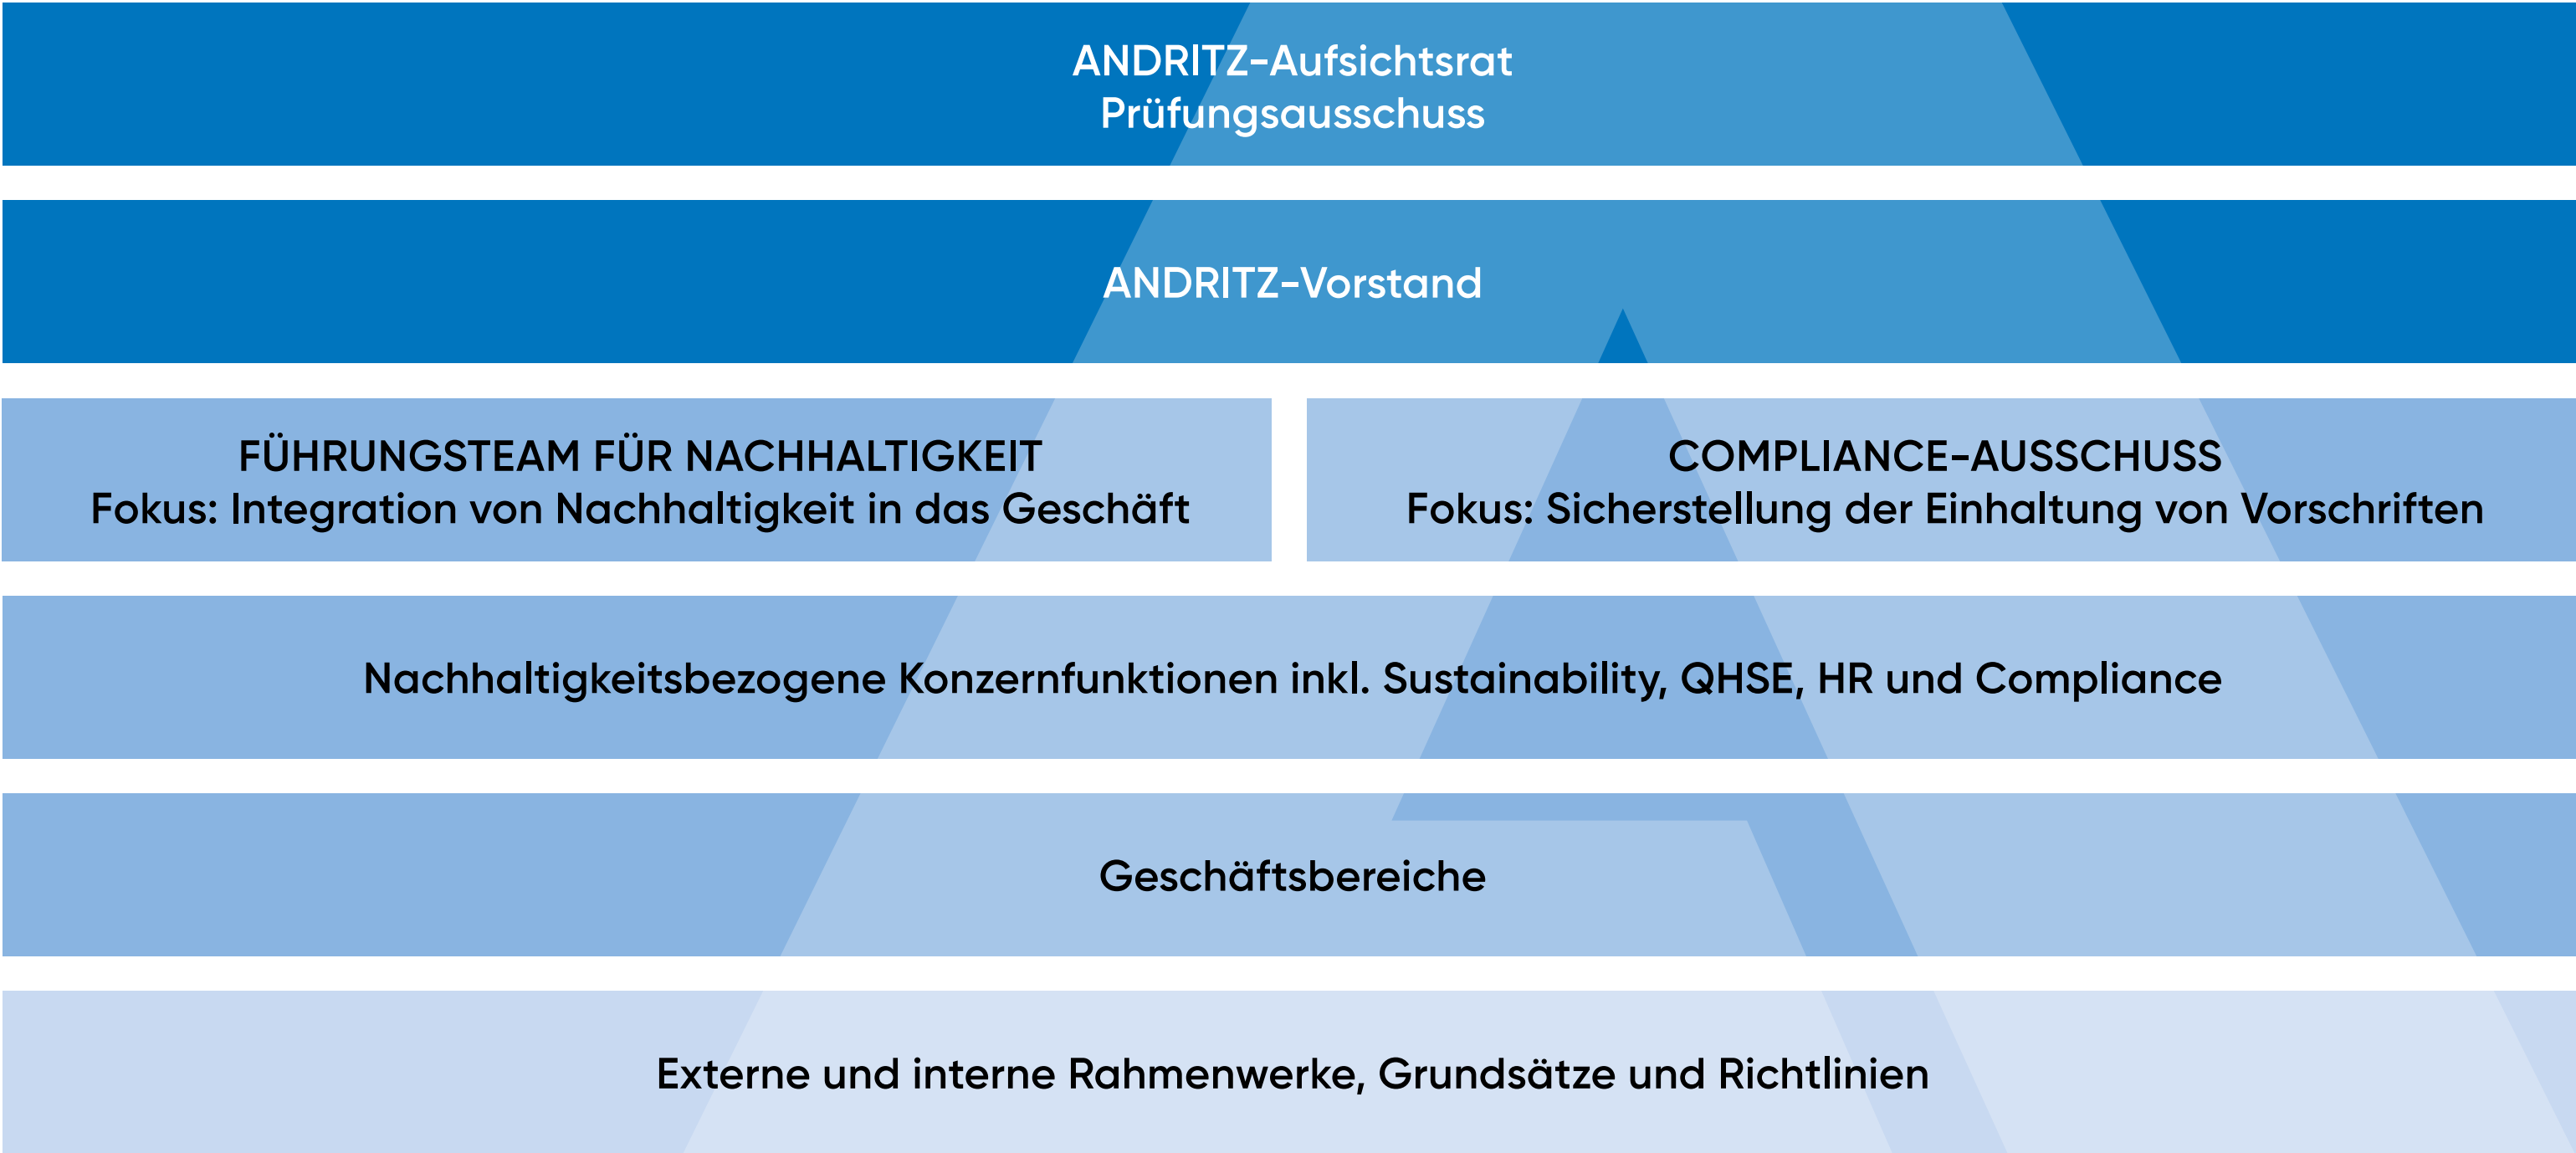 ANDRITZ-Aufsichtsrat
Prüfungsausschuss
ANDRITZ-Vorstand
FÜHRUNGSTEAM FÜR NACHHALTIGKEIT
Fokus: Integration von Nachhaltigkeit in das Geschäft
COMPLIANCE-AUSSCHUSS
Fokus: Sicherstellung der Einhaltung von Vorschriften
Nachhaltigkeitsbezogene Konzernfunktionen inkl. Sustainability, QHSE, HR und Compliance
Geschäftsbereiche
Externe und interne Rahmenwerke, Grundsätze und Richtlinien